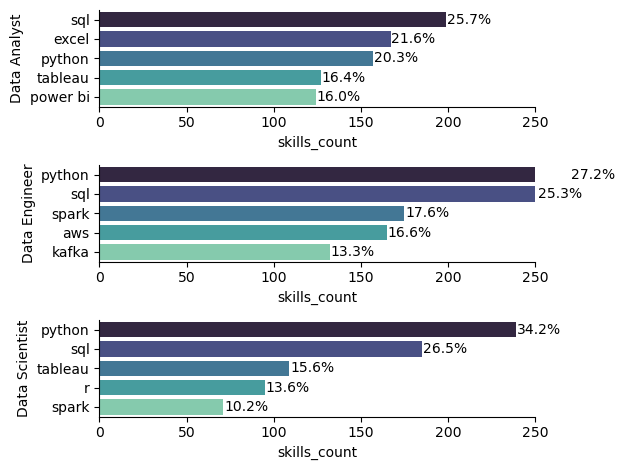 Data Analyst
sql 25.7%
excel 21.6%
python 20.3%
tableau 16.4%
power bi 16.0%
0 50 100 150 200 250
skills_count
Data Engineer
python 27.2%
sql 25.3%
spark 17.6%
aws 16.6%
kafka 13.3%
0 50 100 150 200 250
skills_count
Data Scientist
python 34.2%
sql 26.5%
tableau 15.6%
r 13.6%
spark 10.2%
0 50 100 150 200 250
skills_count